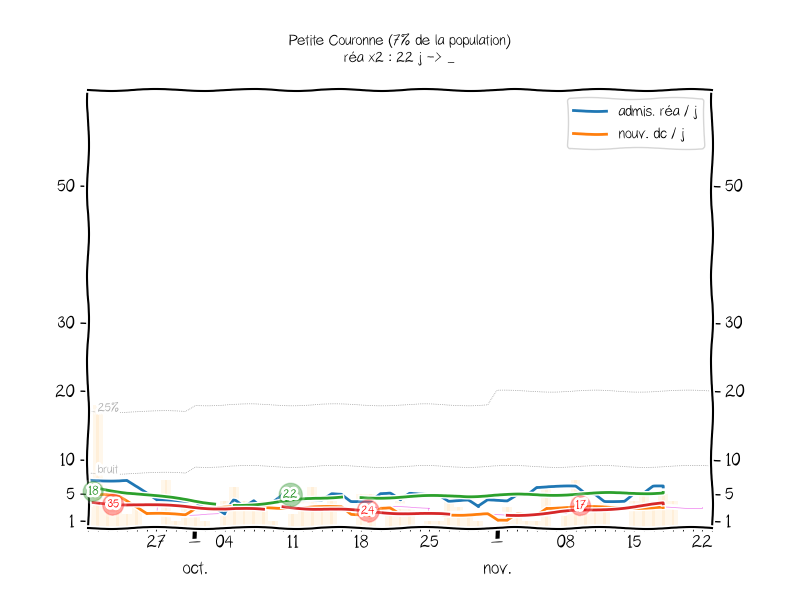 Petite Couronne (7% de la population)
réa x2 : 22 j -> _
admis. réa / j
nouv. dc / j
50 50
30 30
20 20
25%
10 10
bruit
5 5
18 35 22 24 17
1 1
27 1 04 11 18 25 1 08 15 22
oct. nov.